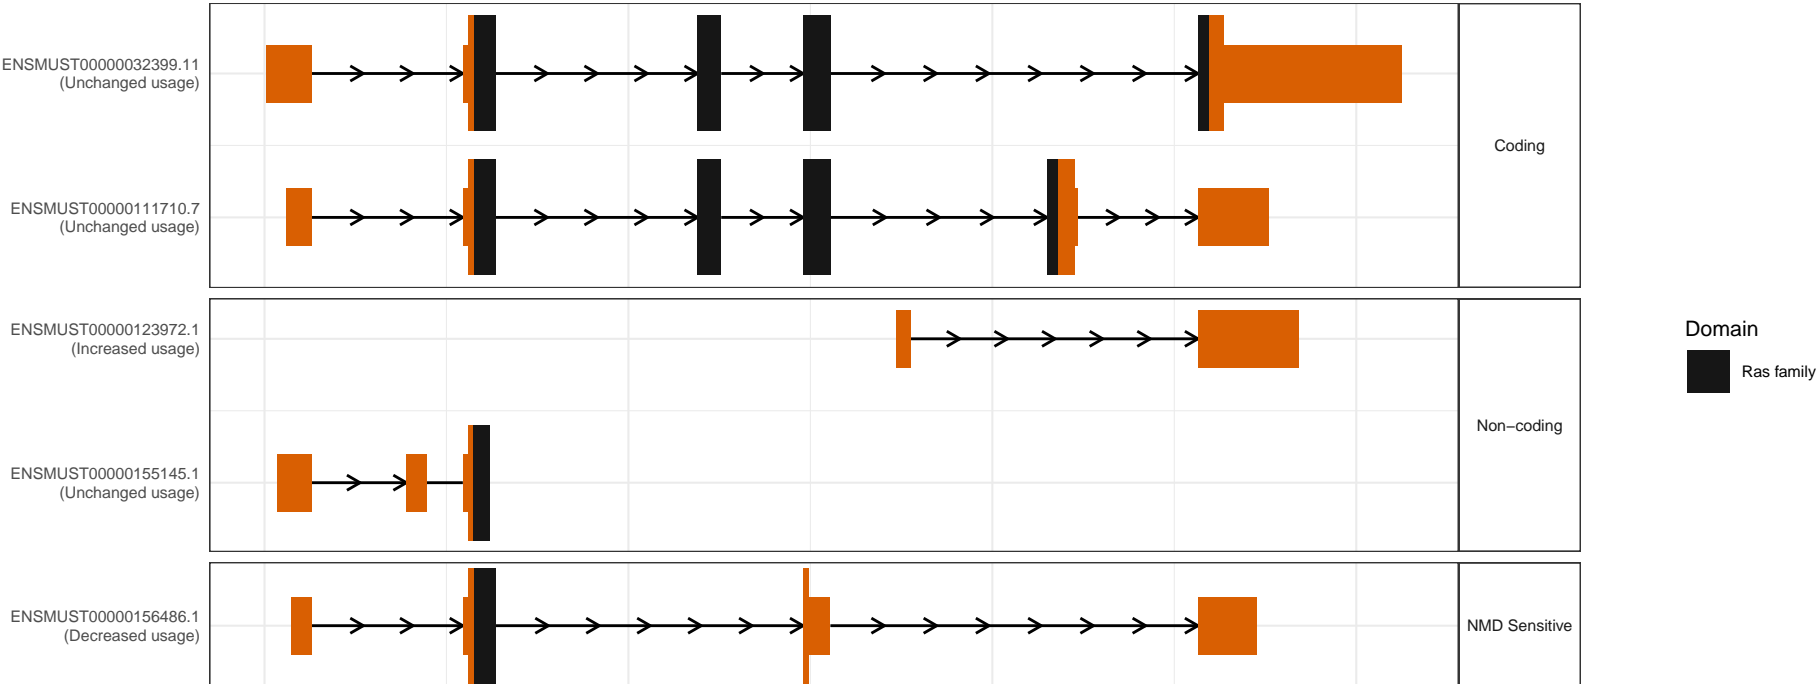 ENSMUST00000032399.11
(Unchanged usage)
Coding
ENSMUST00000111710.7
(Unchanged usage)
ENSMUST00000123972.1
(Increased usage)
Non−coding
ENSMUST00000155145.1
(Unchanged usage)
ENSMUST00000156486.1
(Decreased usage)
NMD Sensitive
Domain
Ras family